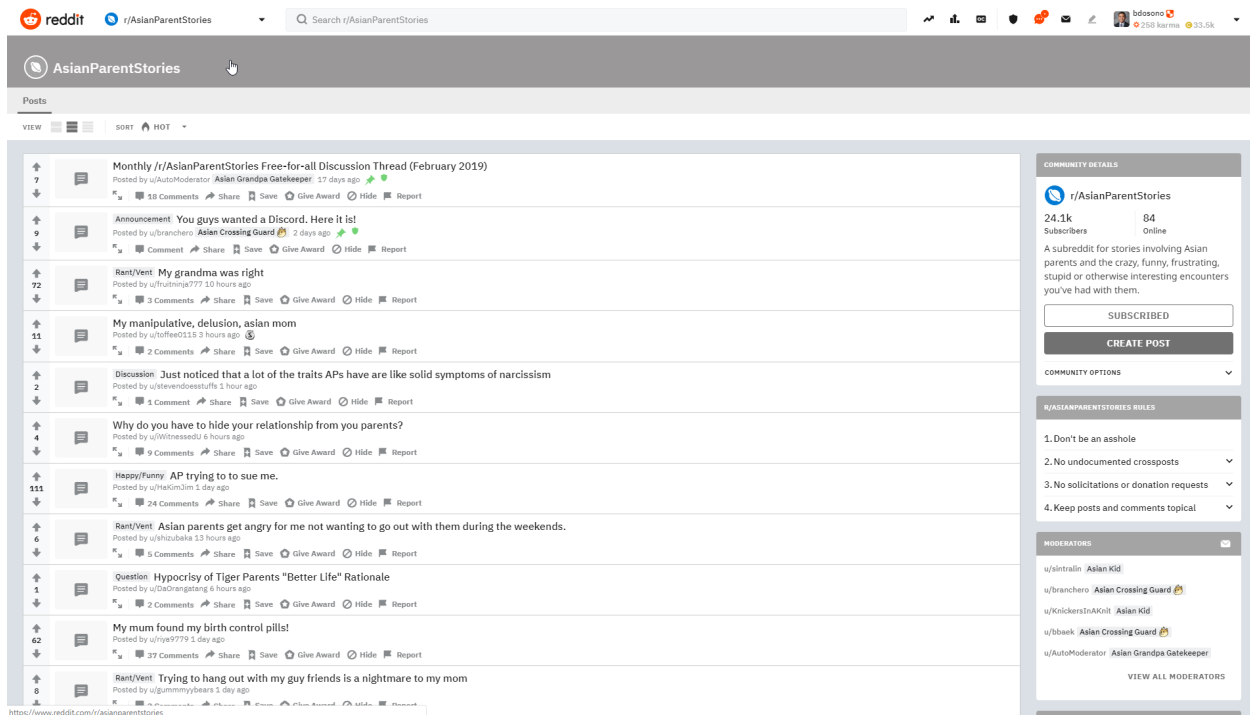 reddit r/AsianParentStories Search r/AsianParentStories bdosono
258 karma 33.5k
AsianParentStories
Posts
VIEW SORT HOT
Monthly /r/AsianParentStories Free-for-all Discussion Thread (February 2019)
7 Posted by u/AutoModerator Asian Grandpa Gatekeeper 17 days ago
18 Comments Share Save Give Award Hide Report
Announcement You guys wanted a Discord. Here it is!
9 Posted by u/branchero Asian Crossing Guard 2 days ago
Comment Share Save Give Award Hide Report
Rant/Vent My grandma was right
72 Posted by u/fruitninja777 10 hours ago
3 Comments Share Save Give Award Hide Report
My manipulative, delusion, asian mom
11 Posted by u/toffee0115 3 hours ago
2 Comments Share Save Give Award Hide Report
Discussion Just noticed that a lot of the traits APs have are like solid symptoms of narcissism
2 Posted by u/stevendoesstuffs 1 hour ago
1 Comment Share Save Give Award Hide Report
Why do you have to hide your relationship from you parents?
4 Posted by u/iWitnessedU 6 hours ago
9 Comments Share Save Give Award Hide Report
Happy/Funny AP trying to to sue me.
111 Posted by u/HaKimJim 1 day ago
24 Comments Share Save Give Award Hide Report
Rant/Vent Asian parents get angry for me not wanting to go out with them during the weekends.
6 Posted by u/shizubaka 13 hours ago
5 Comments Share Save Give Award Hide Report
Question Hypocrisy of Tiger Parents "Better Life" Rationale
1 Posted by u/DaOrangatang 6 hours ago
2 Comments Share Save Give Award Hide Report
My mum found my birth control pills!
62 Posted by u/riya9779 1 day ago
37 Comments Share Save Give Award Hide Report
Rant/Vent Trying to hang out with my guy friends is a nightmare to my mom
8 Posted by u/gummmyybears 1 day ago
Comments Share Save Give Award Hide Report
https://www.reddit.com/r/asianparentstories
COMMUNITY DETAILS
r/AsianParentStories
24.1k 84
Subscribers Online
A subreddit for stories involving Asian
parents and the crazy, funny, frustrating,
stupid or otherwise interesting encounters
you've had with them.
SUBSCRIBED
CREATE POST
COMMUNITY OPTIONS
R/ASIANPARENTSTORIES RULES
1. Don't be an asshole
2. No undocumented crossposts
3. No solicitations or donation requests
4. Keep posts and comments topical
MODERATORS
u/sintralin Asian Kid
u/branchero Asian Crossing Guard
u/KnickersInAKnit Asian Kid
u/bbaek Asian Crossing Guard
u/AutoModerator Asian Grandpa Gatekeeper
VIEW ALL MODERATORS